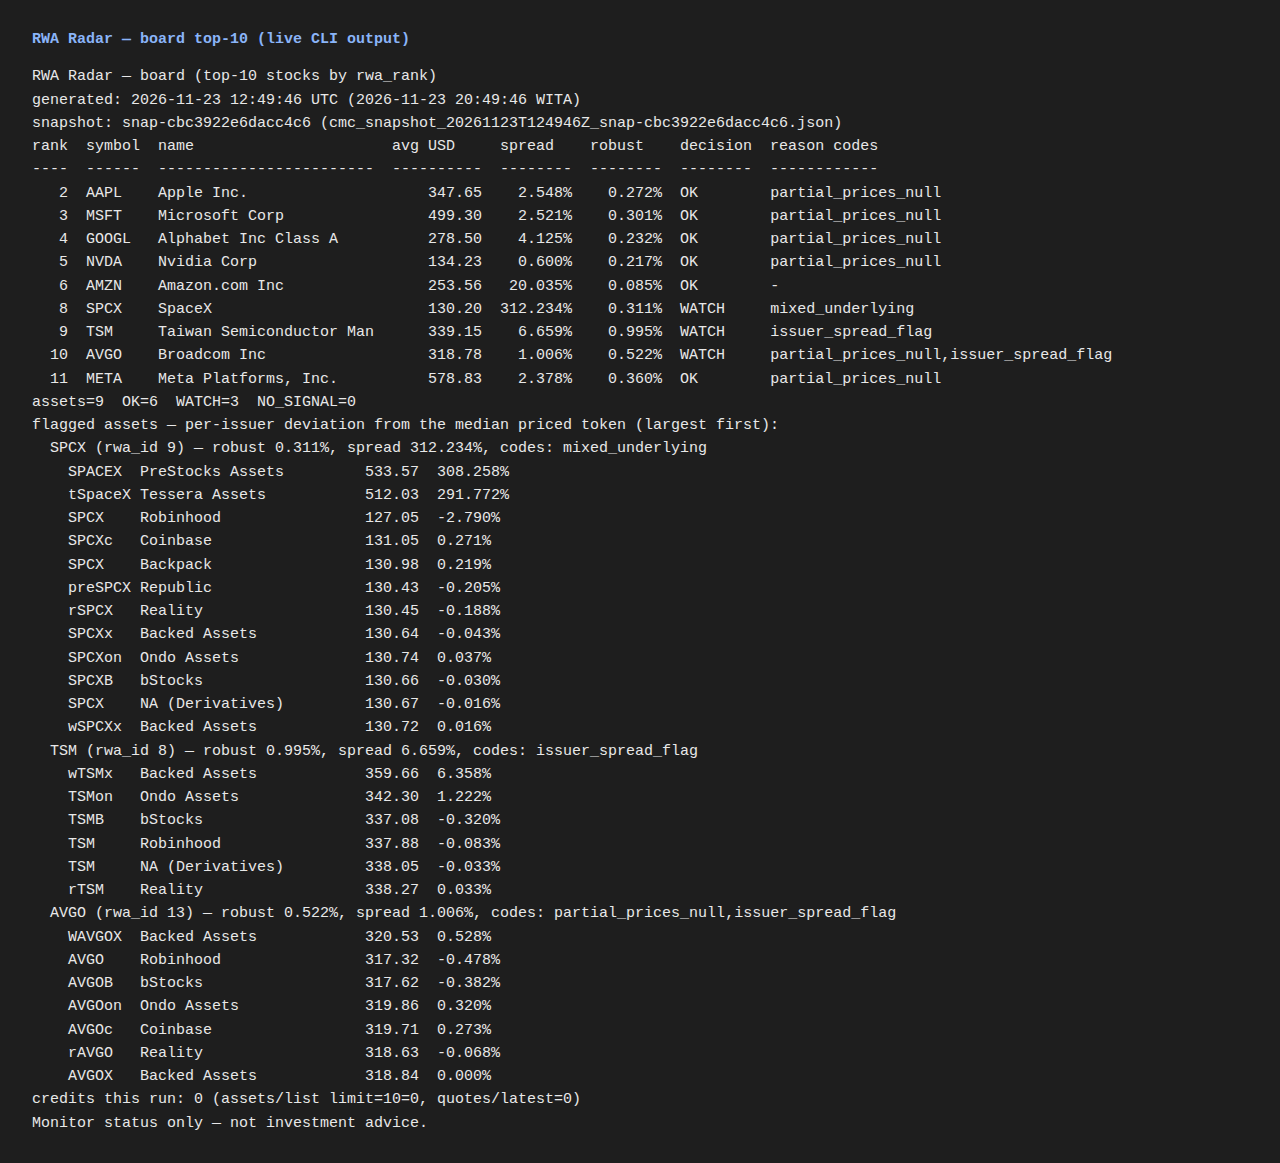 RWA Radar — board top-10 (live CLI output)
RWA Radar — board (top-10 stocks by rwa_rank)
generated: 2026-11-23 12:49:46 UTC (2026-11-23 20:49:46 WITA)
snapshot: snap-cbc3922e6dacc4c6 (cmc_snapshot_20261123T124946Z_snap-cbc3922e6dacc4c6.json)
rank  symbol  name                      avg USD     spread    robust    decision  reason codes
----  ------  ------------------------  ----------  --------  --------  --------  ------------
   2  AAPL    Apple Inc.                    347.65    2.548%    0.272%  OK        partial_prices_null
   3  MSFT    Microsoft Corp                499.30    2.521%    0.301%  OK        partial_prices_null
   4  GOOGL   Alphabet Inc Class A          278.50    4.125%    0.232%  OK        partial_prices_null
   5  NVDA    Nvidia Corp                   134.23    0.600%    0.217%  OK        partial_prices_null
   6  AMZN    Amazon.com Inc                253.56   20.035%    0.085%  OK        -
   8  SPCX    SpaceX                        130.20  312.234%    0.311%  WATCH     mixed_underlying
   9  TSM     Taiwan Semiconductor Man      339.15    6.659%    0.995%  WATCH     issuer_spread_flag
  10  AVGO    Broadcom Inc                  318.78    1.006%    0.522%  WATCH     partial_prices_null,issuer_spread_flag
  11  META    Meta Platforms, Inc.          578.83    2.378%    0.360%  OK        partial_prices_null
assets=9  OK=6  WATCH=3  NO_SIGNAL=0
flagged assets — per-issuer deviation from the median priced token (largest first):
  SPCX (rwa_id 9) — robust 0.311%, spread 312.234%, codes: mixed_underlying
    SPACEX  PreStocks Assets         533.57  308.258%
    tSpaceX Tessera Assets           512.03  291.772%
    SPCX    Robinhood                127.05  -2.790%
    SPCXc   Coinbase                 131.05  0.271%
    SPCX    Backpack                 130.98  0.219%
    preSPCX Republic                 130.43  -0.205%
    rSPCX   Reality                  130.45  -0.188%
    SPCXx   Backed Assets            130.64  -0.043%
    SPCXon  Ondo Assets              130.74  0.037%
    SPCXB   bStocks                  130.66  -0.030%
    SPCX    NA (Derivatives)         130.67  -0.016%
    wSPCXx  Backed Assets            130.72  0.016%
  TSM (rwa_id 8) — robust 0.995%, spread 6.659%, codes: issuer_spread_flag
    wTSMx   Backed Assets            359.66  6.358%
    TSMon   Ondo Assets              342.30  1.222%
    TSMB    bStocks                  337.08  -0.320%
    TSM     Robinhood                337.88  -0.083%
    TSM     NA (Derivatives)         338.05  -0.033%
    rTSM    Reality                  338.27  0.033%
  AVGO (rwa_id 13) — robust 0.522%, spread 1.006%, codes: partial_prices_null,issuer_spread_flag
    WAVGOX  Backed Assets            320.53  0.528%
    AVGO    Robinhood                317.32  -0.478%
    AVGOB   bStocks                  317.62  -0.382%
    AVGOon  Ondo Assets              319.86  0.320%
    AVGOc   Coinbase                 319.71  0.273%
    rAVGO   Reality                  318.63  -0.068%
    AVGOX   Backed Assets            318.84  0.000%
credits this run: 0 (assets/list limit=10=0, quotes/latest=0)
Monitor status only — not investment advice.